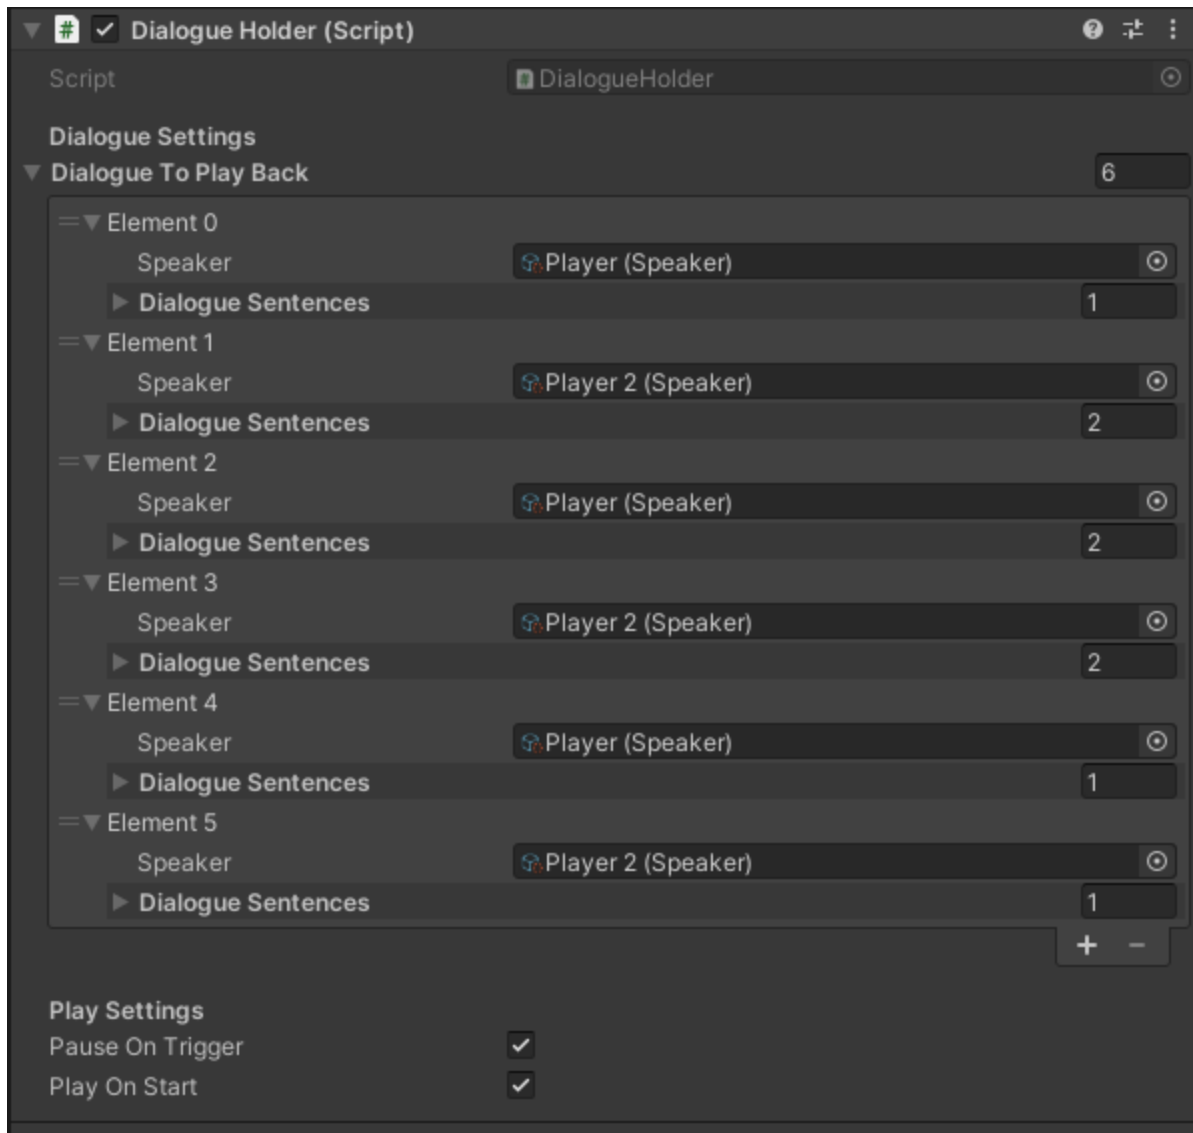 Dialogue Holder (Script)
Script DialogueHolder
Dialogue Settings
Dialogue To Play Back 6
Element 0
Speaker Player (Speaker)
Dialogue Sentences 1
Element 1
Speaker Player 2 (Speaker)
Dialogue Sentences 2
Element 2
Speaker Player (Speaker)
Dialogue Sentences 2
Element 3
Speaker Player 2 (Speaker)
Dialogue Sentences 2
Element 4
Speaker Player (Speaker)
Dialogue Sentences 1
Element 5
Speaker Player 2 (Speaker)
Dialogue Sentences 1
+ −
Play Settings
Pause On Trigger
Play On Start